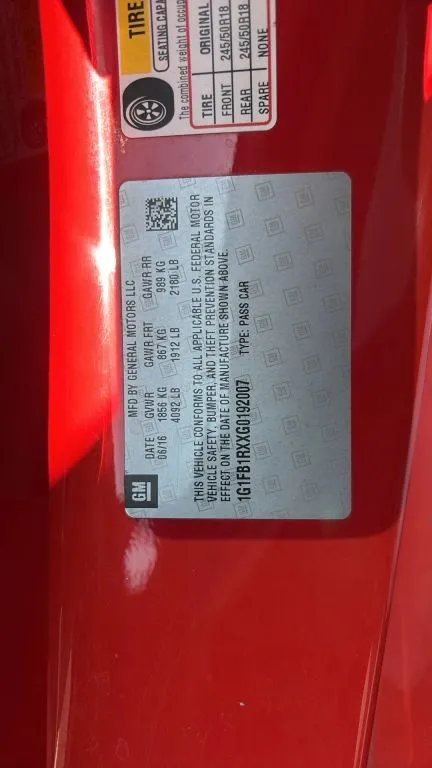 MFD BY GENERAL MOTORS LLC
DATE GVWR GAWR FRT GAWR RR
06/16 1856 KG 867 KG 989 KG
4092 LB 1912 LB 2180 LB
GM
THIS VEHICLE CONFORMS TO ALL APPLICABLE U.S. FEDERAL MOTOR
VEHICLE SAFETY, BUMPER, AND THEFT PREVENTION STANDARDS IN
EFFECT ON THE DATE OF MANUFACTURE SHOWN ABOVE.
1G1FB1RXXG0192007 TYPE: PASS CAR
TIRE
SEATING CAPA
The combined weight of occup
TIRE ORIGINAL
FRONT 245/50R18
REAR 245/50R18
SPARE NONE